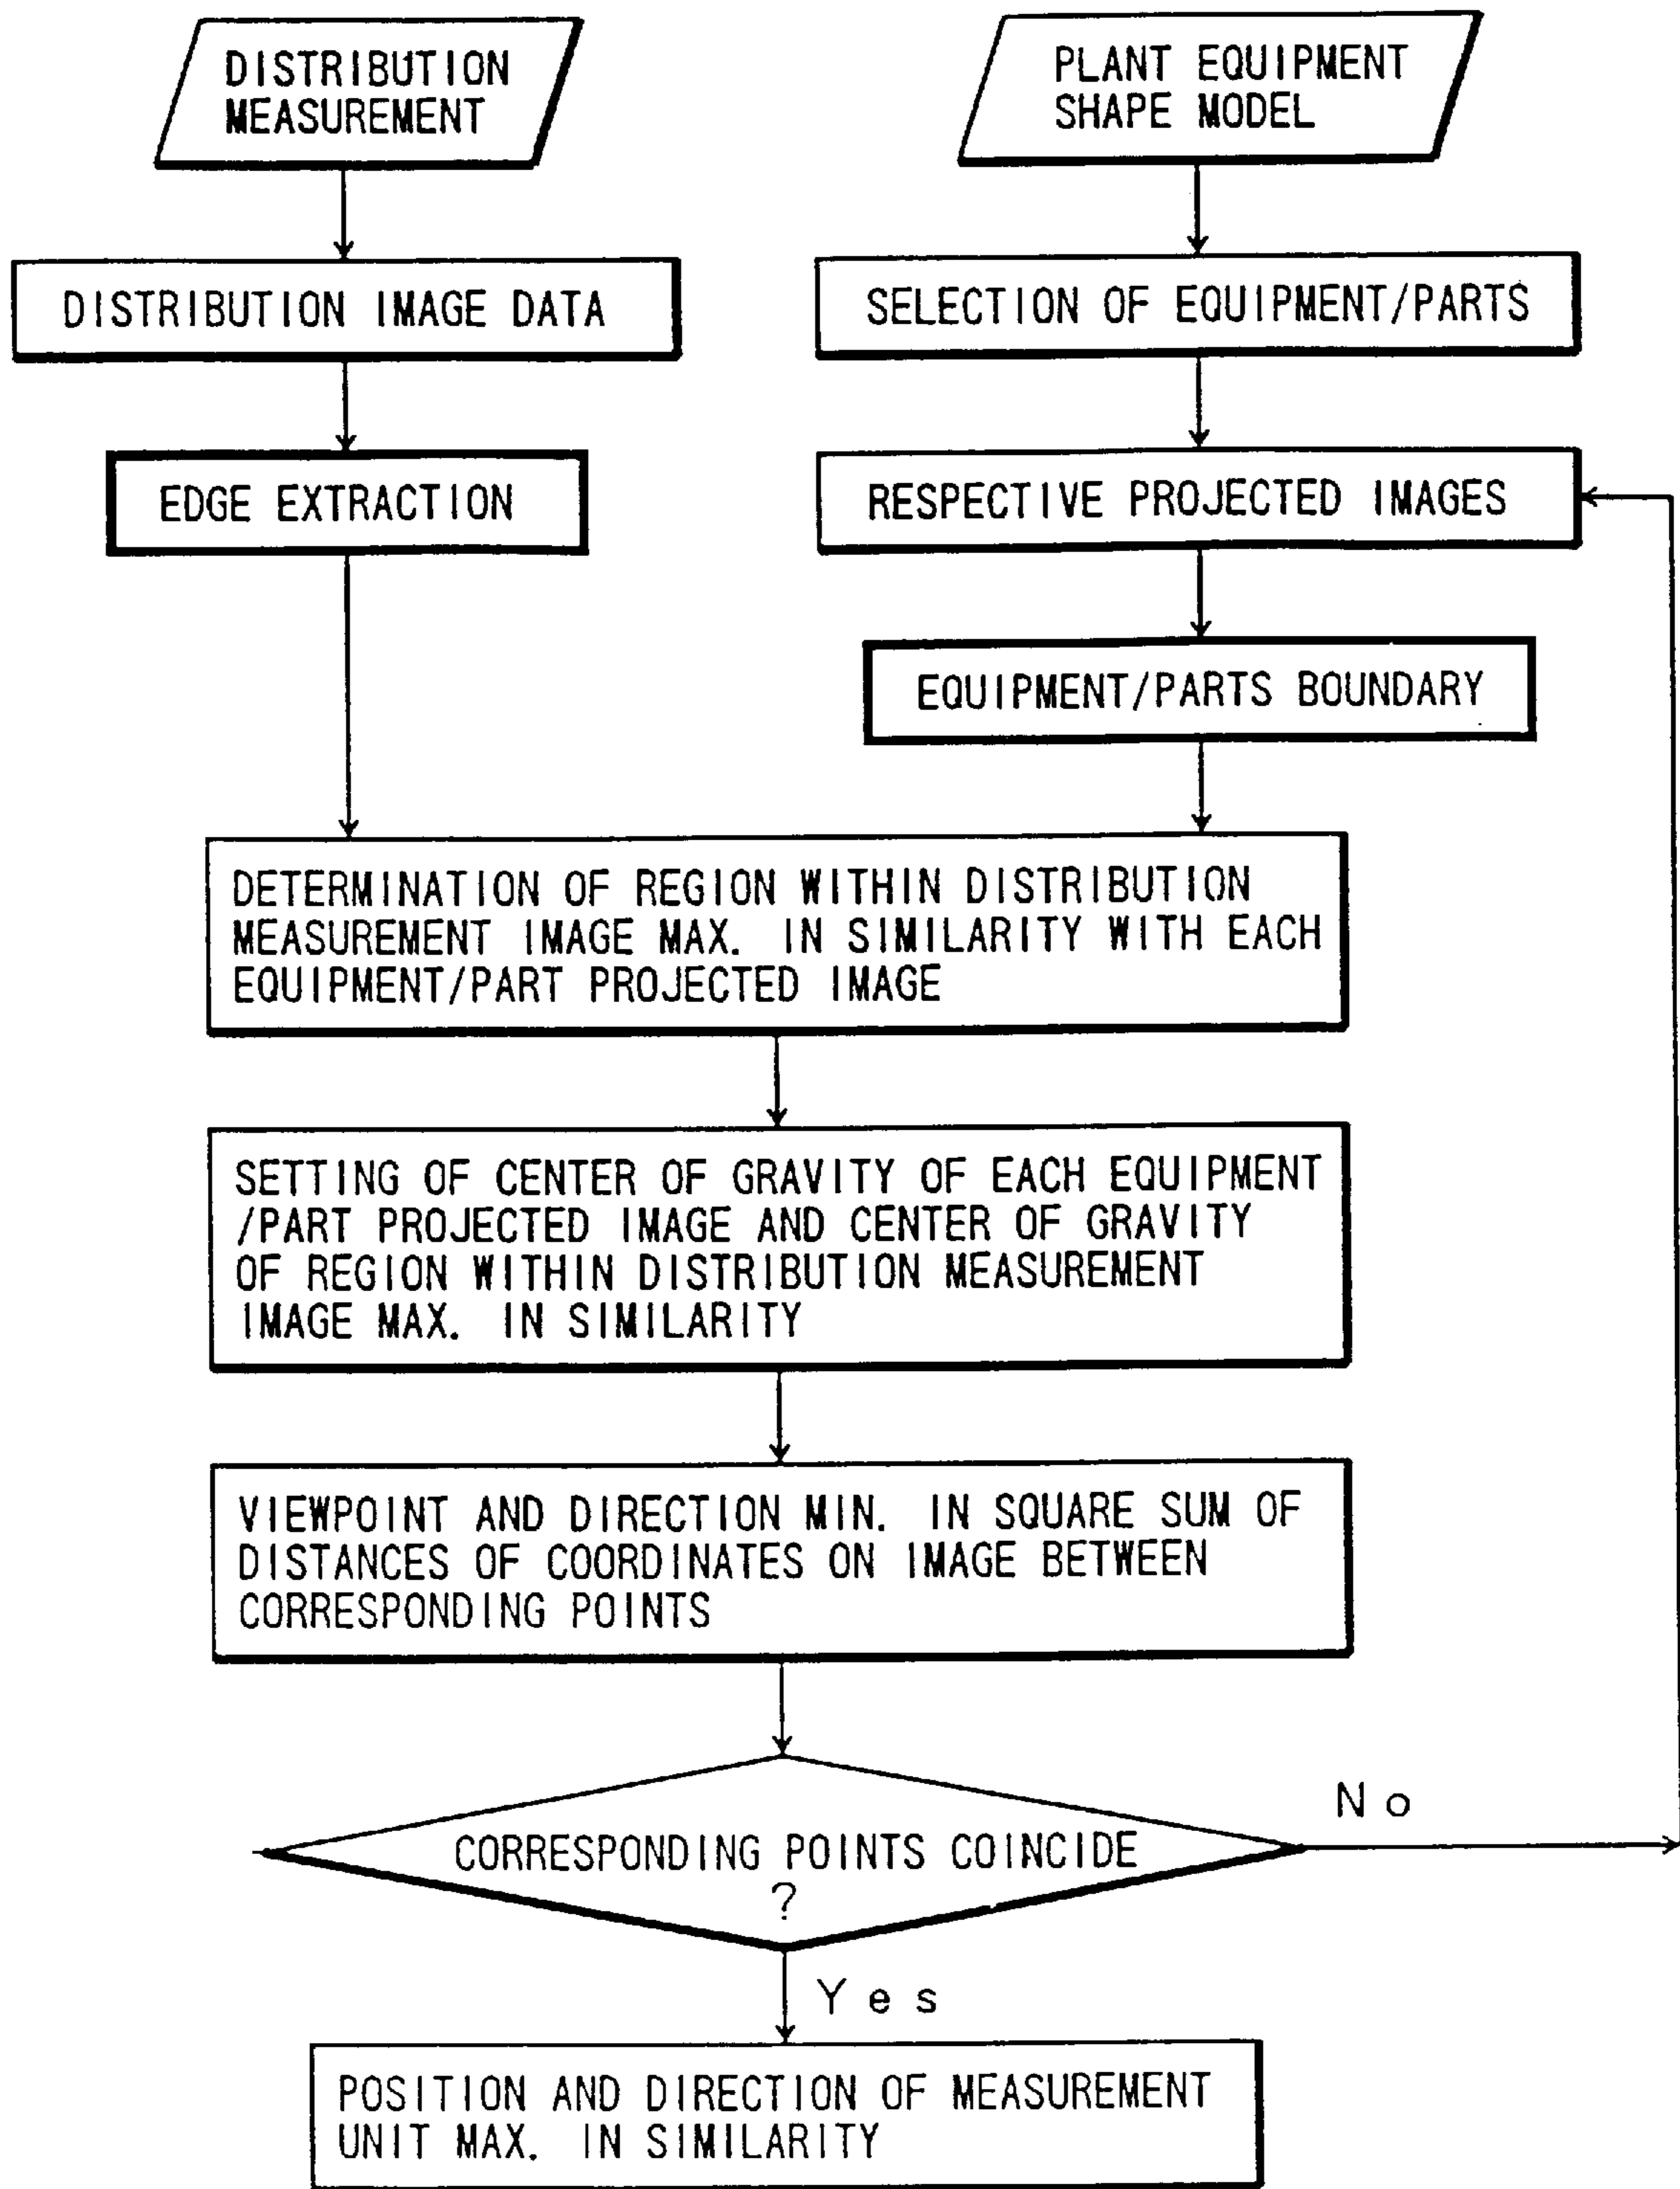 DISTRIBUTION
MEASUREMENT
PLANT EQUIPMENT
SHAPE MODEL
DISTRIBUTION IMAGE DATA
SELECTION OF EQUIPMENT/PARTS
EDGE EXTRACTION
RESPECTIVE PROJECTED IMAGES
EQUIPMENT/PARTS BOUNDARY
DETERMINATION OF REGION WITHIN DISTRIBUTION
MEASUREMENT IMAGE MAX. IN SIMILARITY WITH EACH
EQUIPMENT/PART PROJECTED IMAGE
SETTING OF CENTER OF GRAVITY OF EACH EQUIPMENT
/PART PROJECTED IMAGE AND CENTER OF GRAVITY
OF REGION WITHIN DISTRIBUTION MEASUREMENT
IMAGE MAX. IN SIMILARITY
VIEWPOINT AND DIRECTION MIN. IN SQUARE SUM OF
DISTANCES OF COORDINATES ON IMAGE BETWEEN
CORRESPONDING POINTS
No
CORRESPONDING POINTS COINCIDE
?
Yes
POSITION AND DIRECTION OF MEASUREMENT
UNIT MAX. IN SIMILARITY